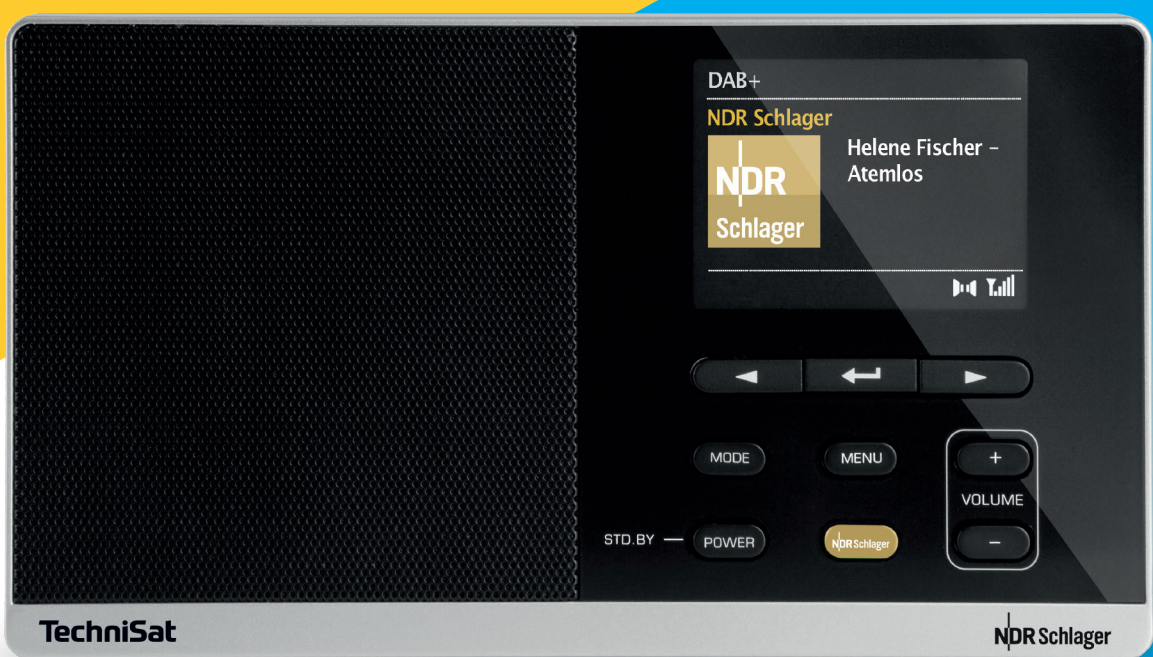 DAB+
NDR Schlager
NDR
Schlager
Helene Fischer –
Atemlos
MODE
MENU
+
VOLUME
STD.BY
POWER
NDR Schlager
–
TechniSat
NDR Schlager